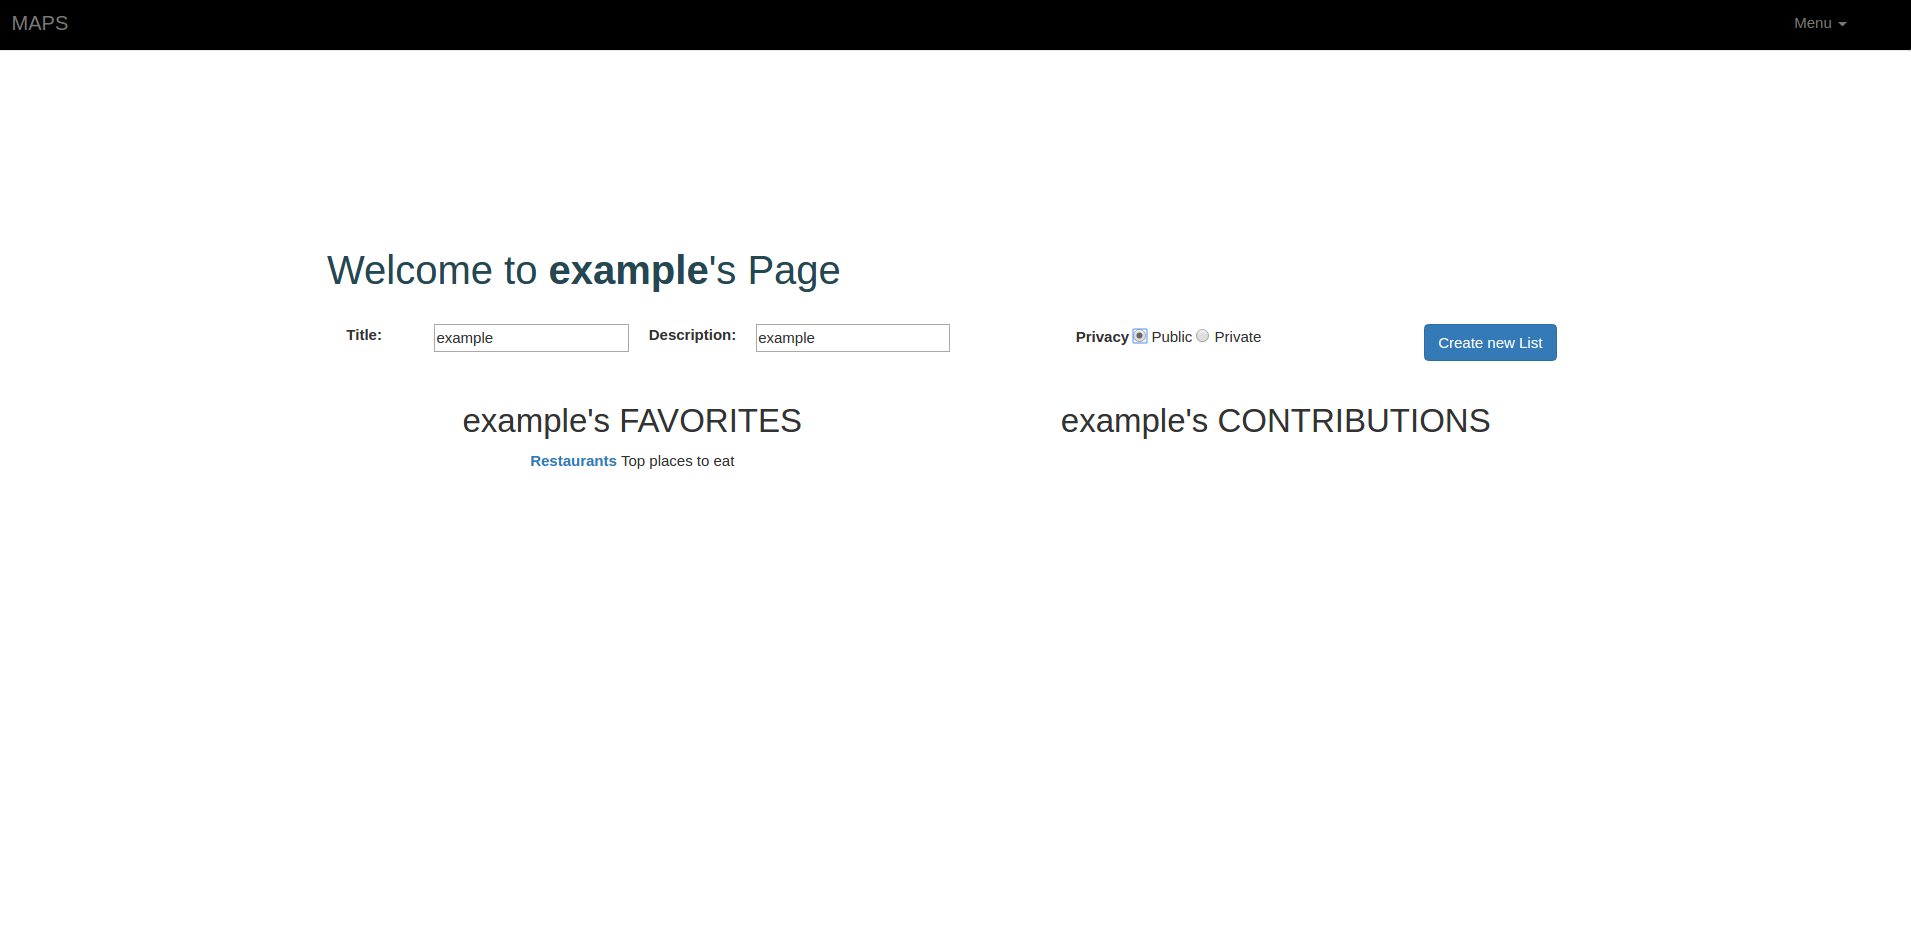 MAPS Menu
Welcome to example's Page
Title: example Description: example Privacy Public Private Create new List
example's FAVORITES example's CONTRIBUTIONS
Restaurants Top places to eat